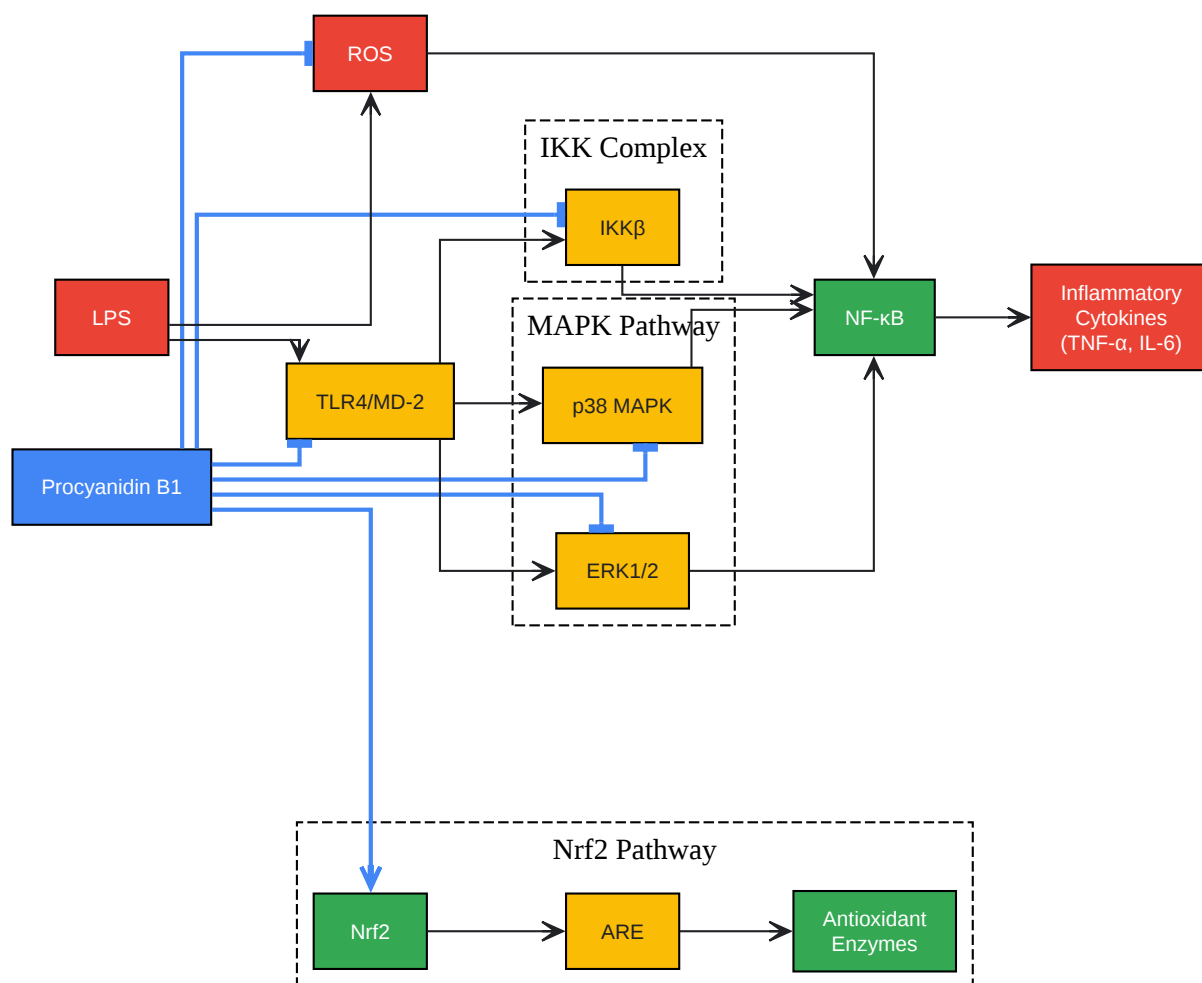 ROS
IKK Complex
IKKβ
LPS
NF-κB
Inflammatory
Cytokines
(TNF-α, IL-6)
MAPK Pathway
TLR4/MD-2
p38 MAPK
Procyanidin B1
ERK1/2
Nrf2 Pathway
Nrf2
ARE
Antioxidant
Enzymes